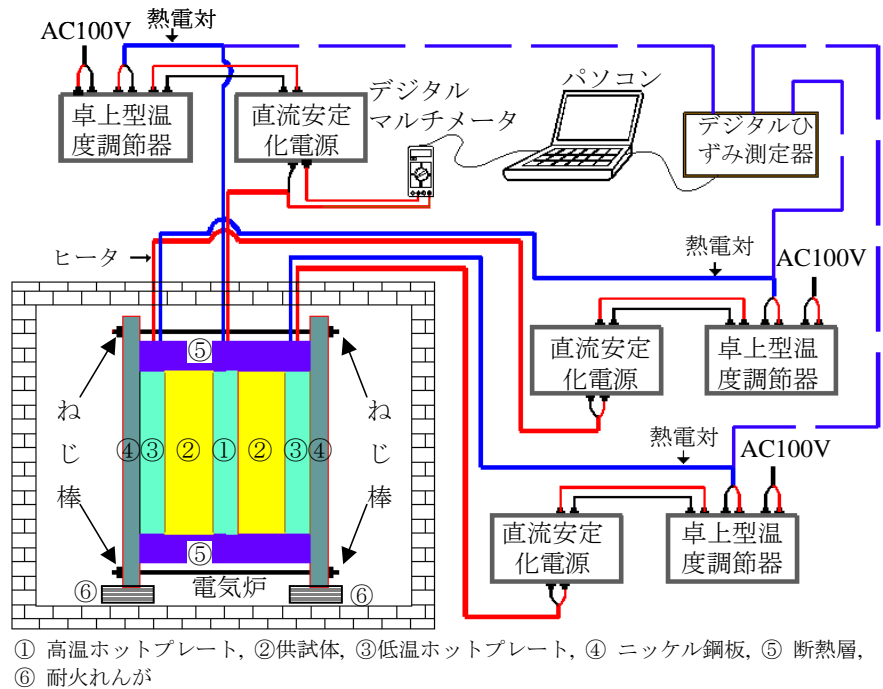 AC100V
熱電対
卓上型温
度調節器
直流安定
化電源
デジタル
マルチメータ
パソコン
デジタルひ
ずみ測定器
ヒータ
熱電対
AC100V
直流安定
化電源
卓上型温
度調節器
ねじ棒
ねじ棒
⑤
④
③
②
①
②
③
④
⑤
⑥
電気炉
⑥
熱電対
AC100V
直流安定
化電源
卓上型温
度調節器
① 高温ホットプレート, ②供試体, ③低温ホットプレート, ④ ニッケル鋼板, ⑤ 断熱層,
⑥ 耐火れんが